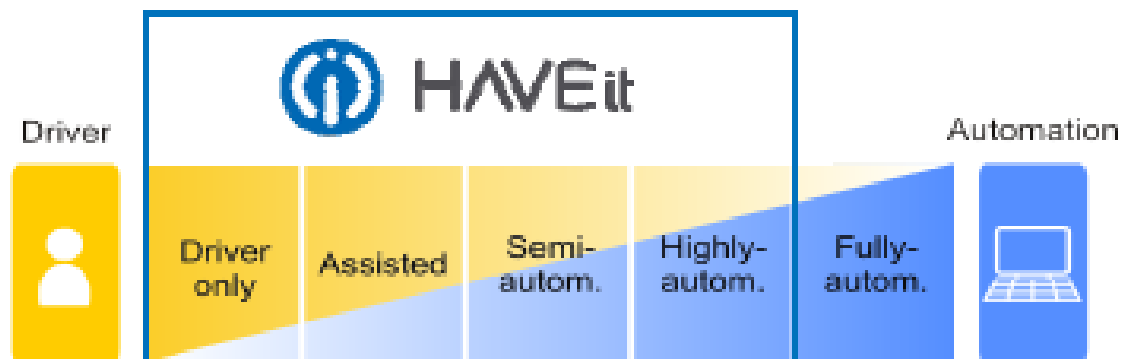 HAVEit
Driver
Automation
Driver
only
Assisted
Semi-
autom.
Highly-
autom.
Fully-
autom.